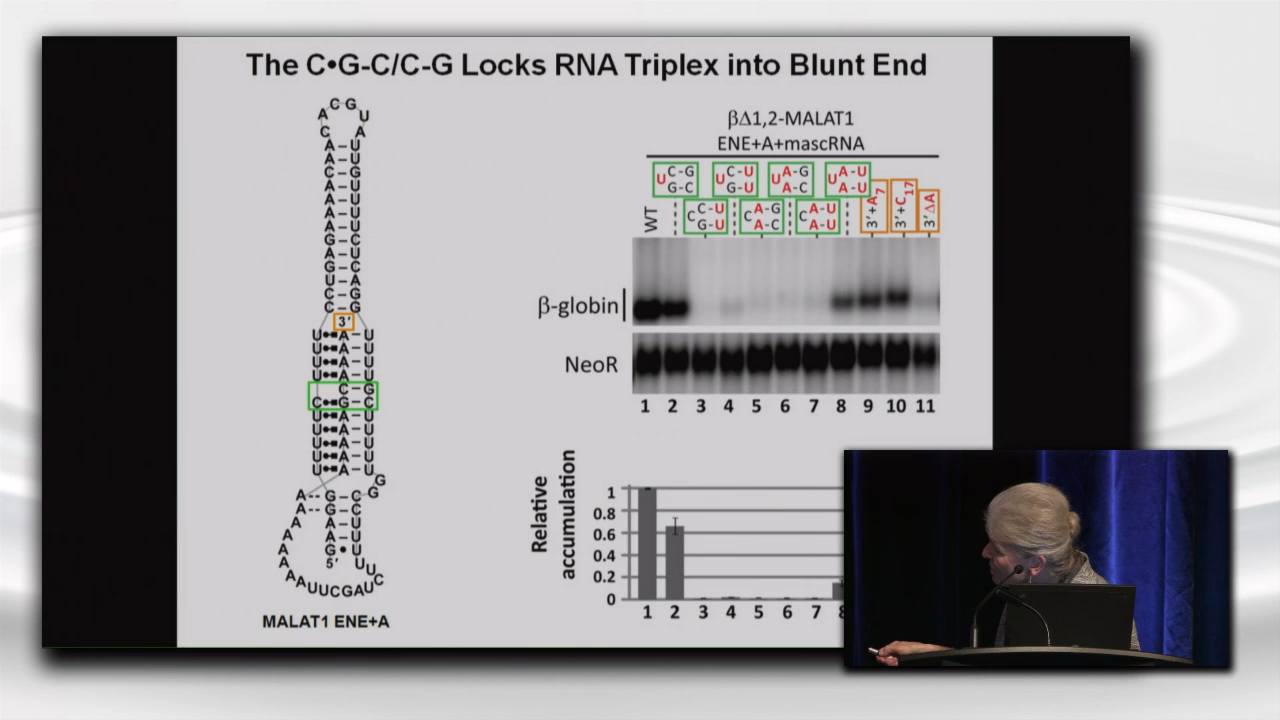 The C•G-C/C-G Locks RNA Triplex into Blunt End
βΔ1,2-MALAT1
ENE+A+mascRNA
WT
U C-G
G-C
C C-U
G-U
U C-U
G-U
C A-G
A-C
U A-G
A-C
C A-U
A-U
U A-U
A-U
3'+A7
3'+C17
3'ΔA
β-globin
NeoR
1 2 3 4 5 6 7 8 9 10 11
Relative
accumulation
1
0.8
0.6
0.4
0.2
0
1 2 3 4 5 6 7 8
A C G U
C A
A-U
A-U
C-G
A-U
A-U
A-U
A-U
G-C
A-U
G-C
U-A
C-G
C-G
3'
U A-U
U A-U
U A-U
U A-U
C G
C G C
U A-U
U A-U
U A-U
U A-U
U A-U
G
G
A-- G-C
A-- G-C
A A-U
A A-U
A G•U
A 5' U
A A U U C G A U C
MALAT1 ENE+A